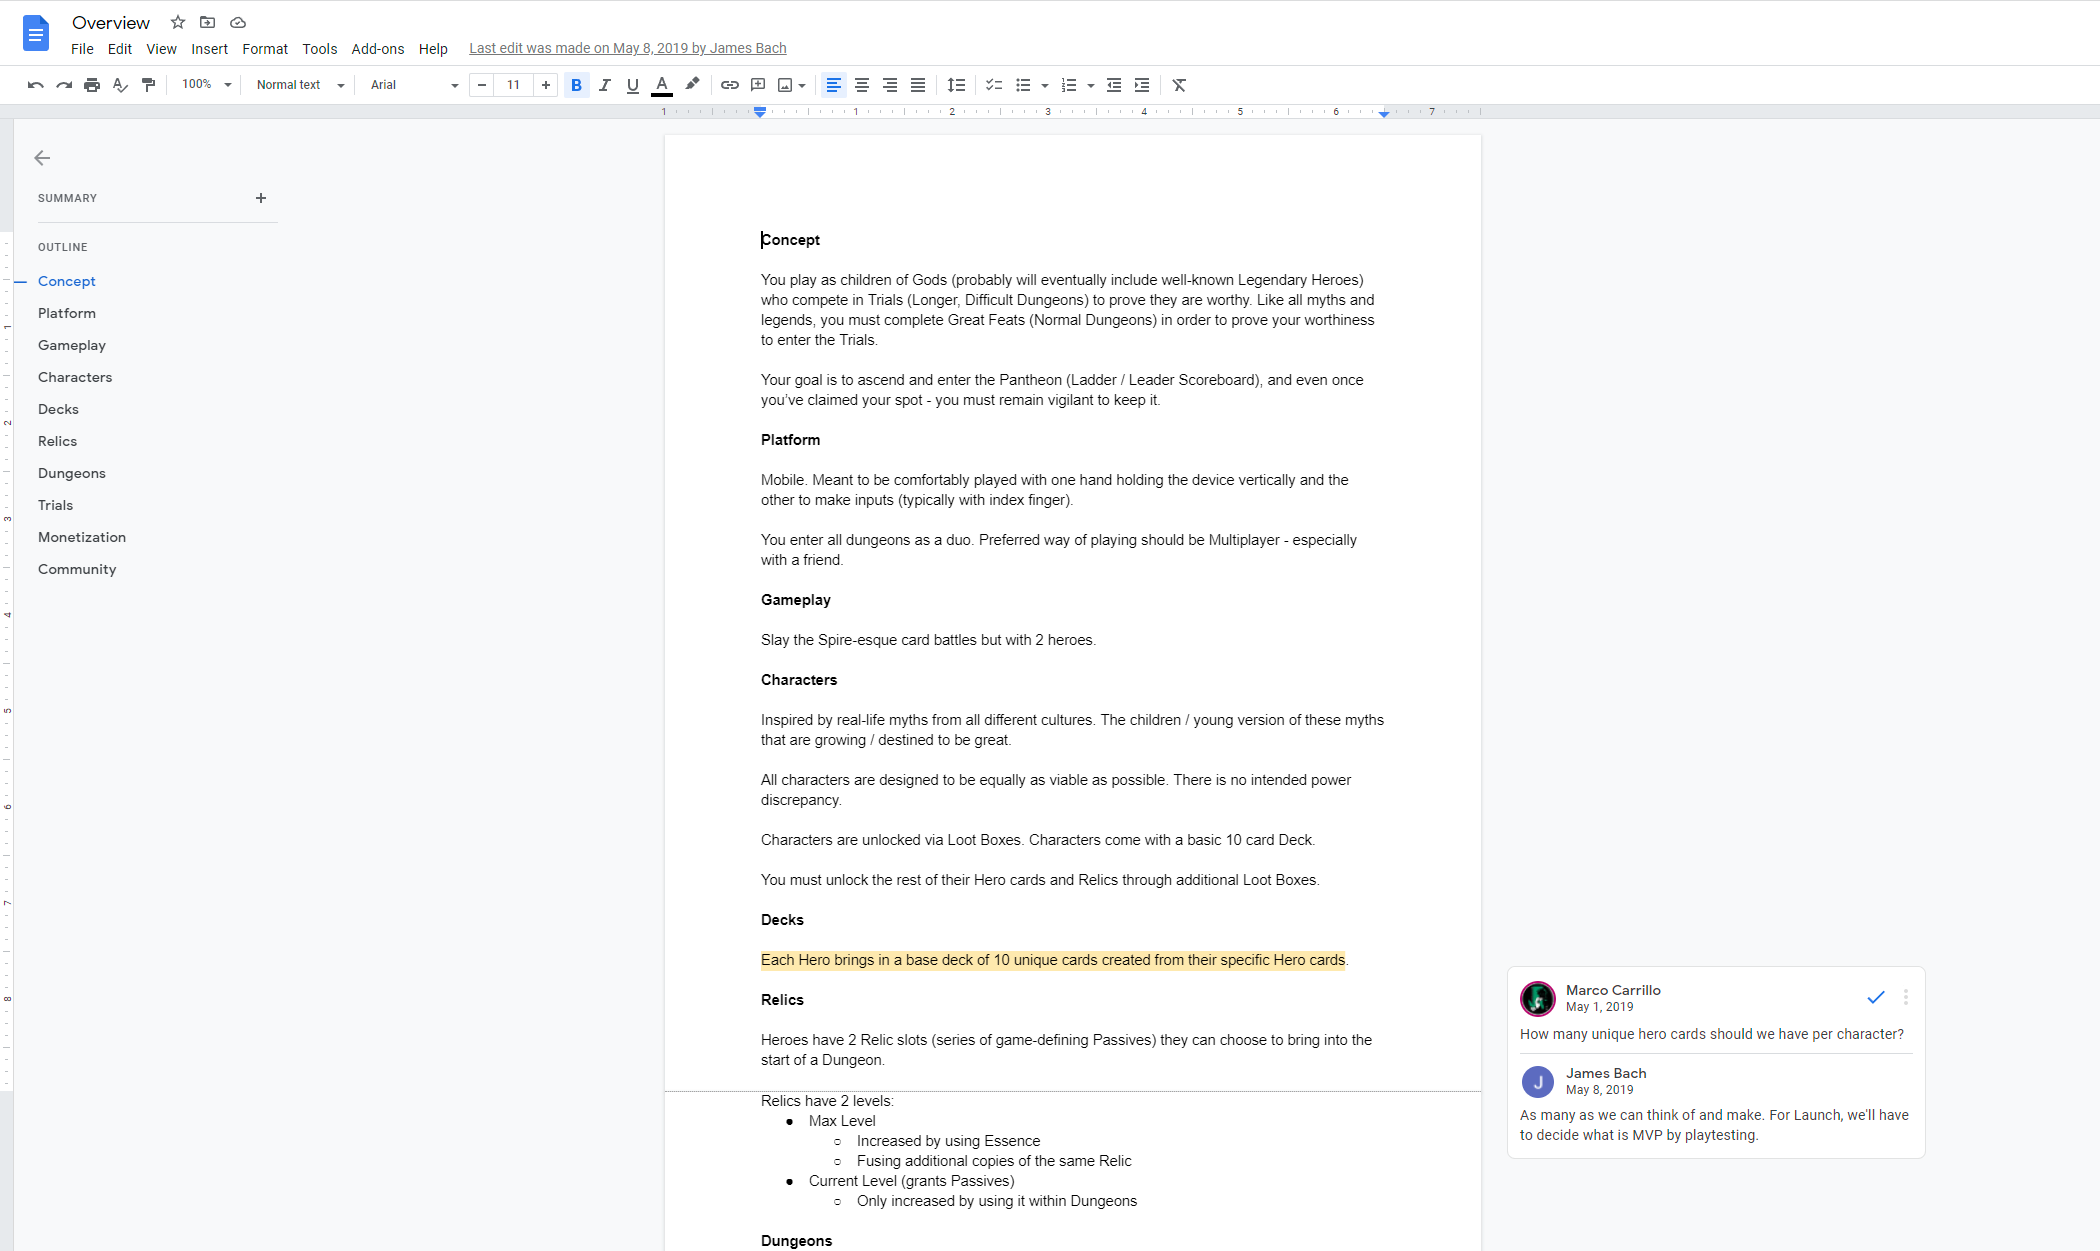 Overview
File Edit View Insert Format Tools Add-ons Help Last edit was made on May 8, 2019 by James Bach
100% Normal text Arial 11 B I U A
1 1 2 3 4 5 6 7
SUMMARY
OUTLINE
Concept
Platform
Gameplay
Characters
Decks
Relics
Dungeons
Trials
Monetization
Community
1
2
3
4
5
6
7
8
Concept
You play as children of Gods (probably will eventually include well-known Legendary Heroes)
who compete in Trials (Longer, Difficult Dungeons) to prove they are worthy. Like all myths and
legends, you must complete Great Feats (Normal Dungeons) in order to prove your worthiness
to enter the Trials.
Your goal is to ascend and enter the Pantheon (Ladder / Leader Scoreboard), and even once
you've claimed your spot - you must remain vigilant to keep it.
Platform
Mobile. Meant to be comfortably played with one hand holding the device vertically and the
other to make inputs (typically with index finger).
You enter all dungeons as a duo. Preferred way of playing should be Multiplayer - especially
with a friend.
Gameplay
Slay the Spire-esque card battles but with 2 heroes.
Characters
Inspired by real-life myths from all different cultures. The children / young version of these myths
that are growing / destined to be great.
All characters are designed to be equally as viable as possible. There is no intended power
discrepancy.
Characters are unlocked via Loot Boxes. Characters come with a basic 10 card Deck.
You must unlock the rest of their Hero cards and Relics through additional Loot Boxes.
Decks
Each Hero brings in a base deck of 10 unique cards created from their specific Hero cards.
Relics
Heroes have 2 Relic slots (series of game-defining Passives) they can choose to bring into the
start of a Dungeon.
Relics have 2 levels:
● Max Level
○ Increased by using Essence
○ Fusing additional copies of the same Relic
● Current Level (grants Passives)
○ Only increased by using it within Dungeons
Dungeons
Marco Carrillo
May 1, 2019
How many unique hero cards should we have per character?
J
James Bach
May 8, 2019
As many as we can think of and make. For Launch, we'll have
to decide what is MVP by playtesting.